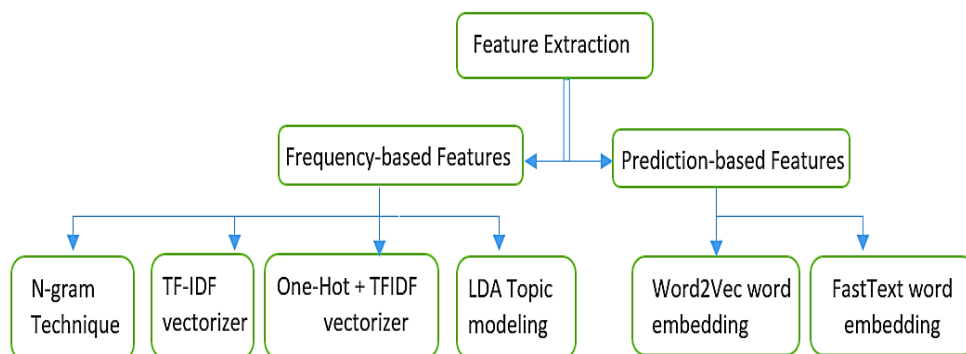 Feature Extraction
Frequency-based Features
Prediction-based Features
N-gram
Technique
TF-IDF
vectorizer
One-Hot + TFIDF
vectorizer
LDA Topic
modeling
Word2Vec word
embedding
FastText word
embedding